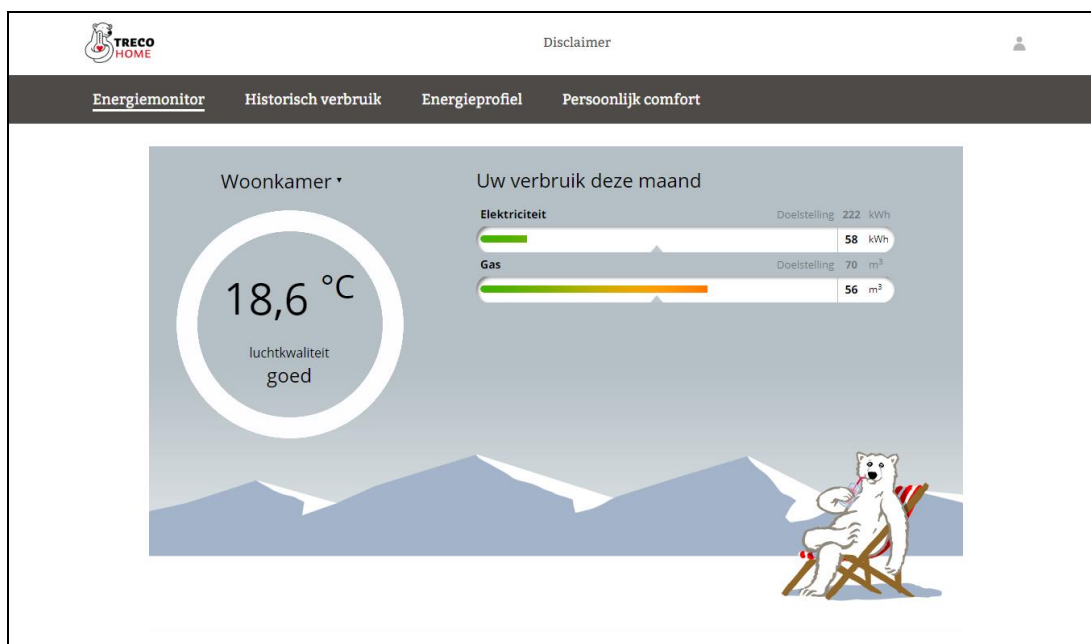 TRECO
HOME
Disclaimer
Energiemonitor Historisch verbruik Energieprofiel Persoonlijk comfort
Woonkamer
18,6 °C
luchtkwaliteit
goed
Uw verbruik deze maand
Elektriciteit Doelstelling 222 kWh
58 kWh
Gas Doelstelling 70 m³
56 m³